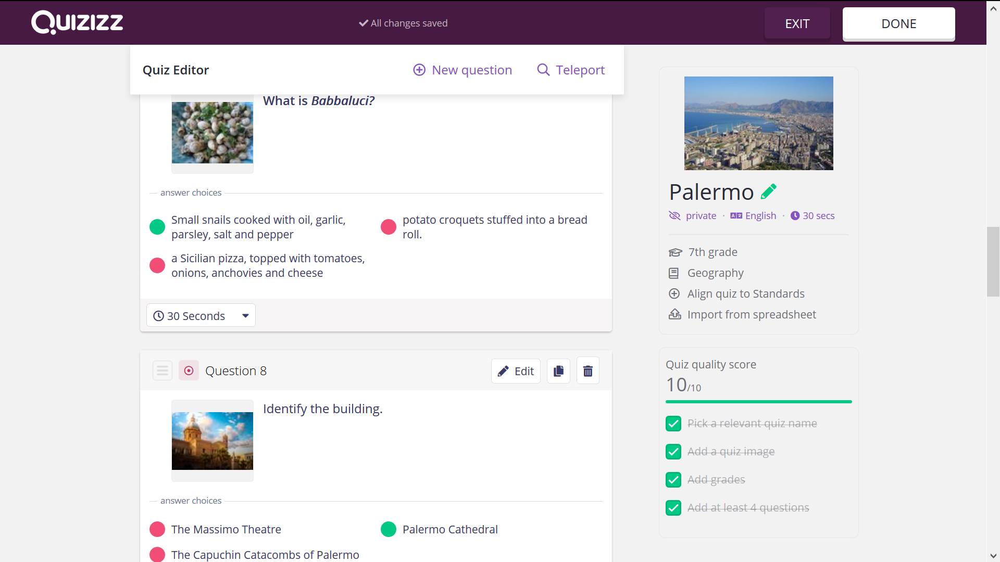 QUIZIZZ
All changes saved
EXIT
DONE
Quiz Editor
New question
Teleport
What is Babbaluci?
answer choices
Small snails cooked with oil, garlic,
parsley, salt and pepper
potato croquets stuffed into a bread
roll.
a Sicilian pizza, topped with tomatoes,
onions, anchovies and cheese
30 Seconds
Question 8
Edit
Identify the building.
answer choices
The Massimo Theatre
Palermo Cathedral
The Capuchin Catacombs of Palermo
Palermo
private · English · 30 secs
7th grade
Geography
Align quiz to Standards
Import from spreadsheet
Quiz quality score
10/10
Pick a relevant quiz name
Add a quiz image
Add grades
Add at least 4 questions